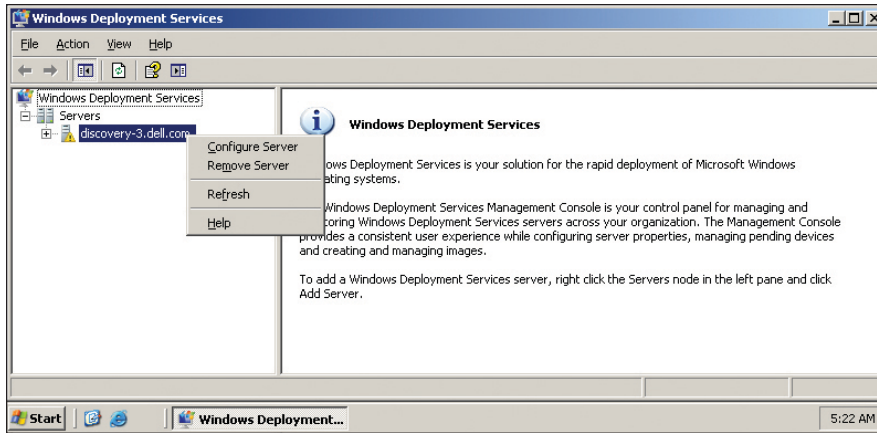 Windows Deployment Services
File Action View Help
Windows Deployment Services
Servers
discovery-3.dell.com
Configure Server
Remove Server
Refresh
Help
Windows Deployment Services
ows Deployment Services is your solution for the rapid deployment of Microsoft Windows
ating systems.
Windows Deployment Services Management Console is your control panel for managing and
oring Windows Deployment Services servers across your organization. The Management Console
provides a consistent user experience while configuring server properties, managing pending devices
and creating and managing images.
To add a Windows Deployment Services server, right click the Servers node in the left pane and click
Add Server.
Start
Windows Deployment...
5:22 AM